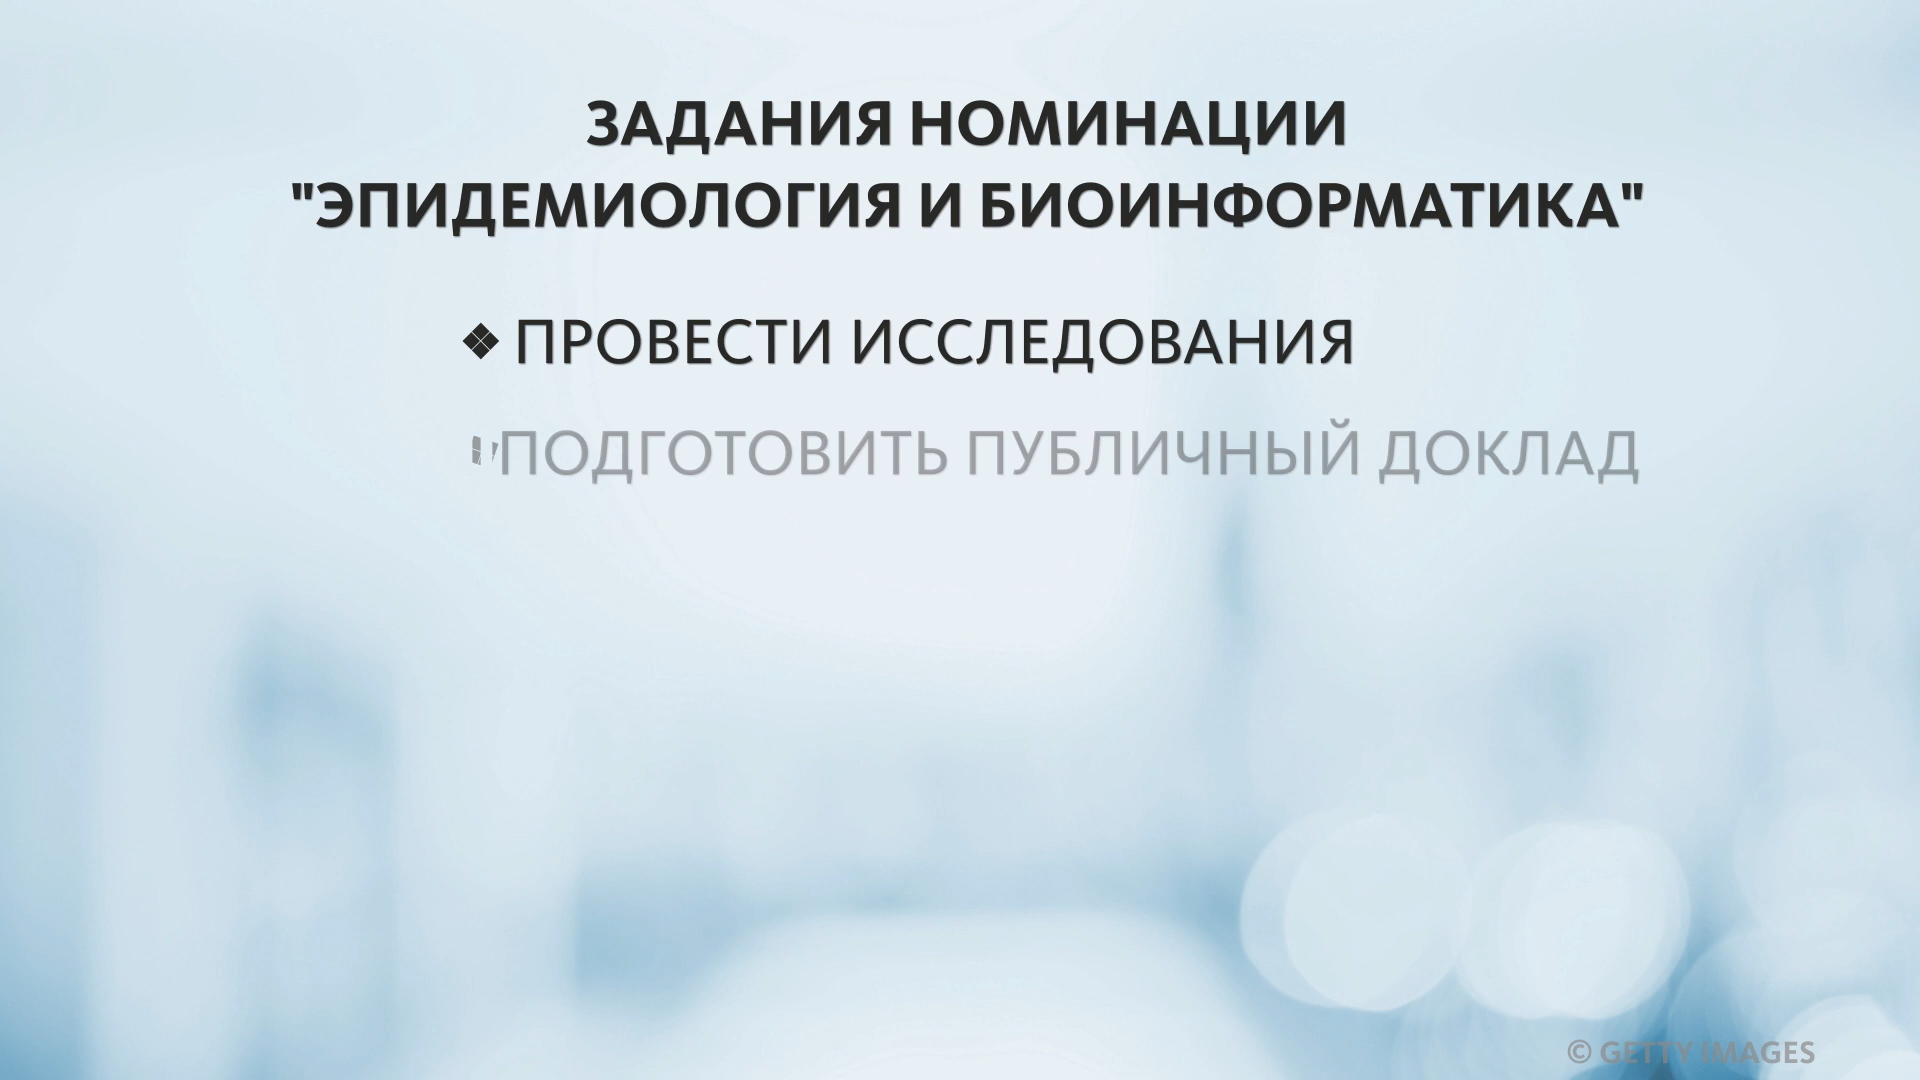 ЗАДАНИЯ НОМИНАЦИИ
"ЭПИДЕМИОЛОГИЯ И БИОИНФОРМАТИКА"
❖ ПРОВЕСТИ ИССЛЕДОВАНИЯ
ПОДГОТОВИТЬ ПУБЛИЧНЫЙ ДОКЛАД
© GETTY IMAGES